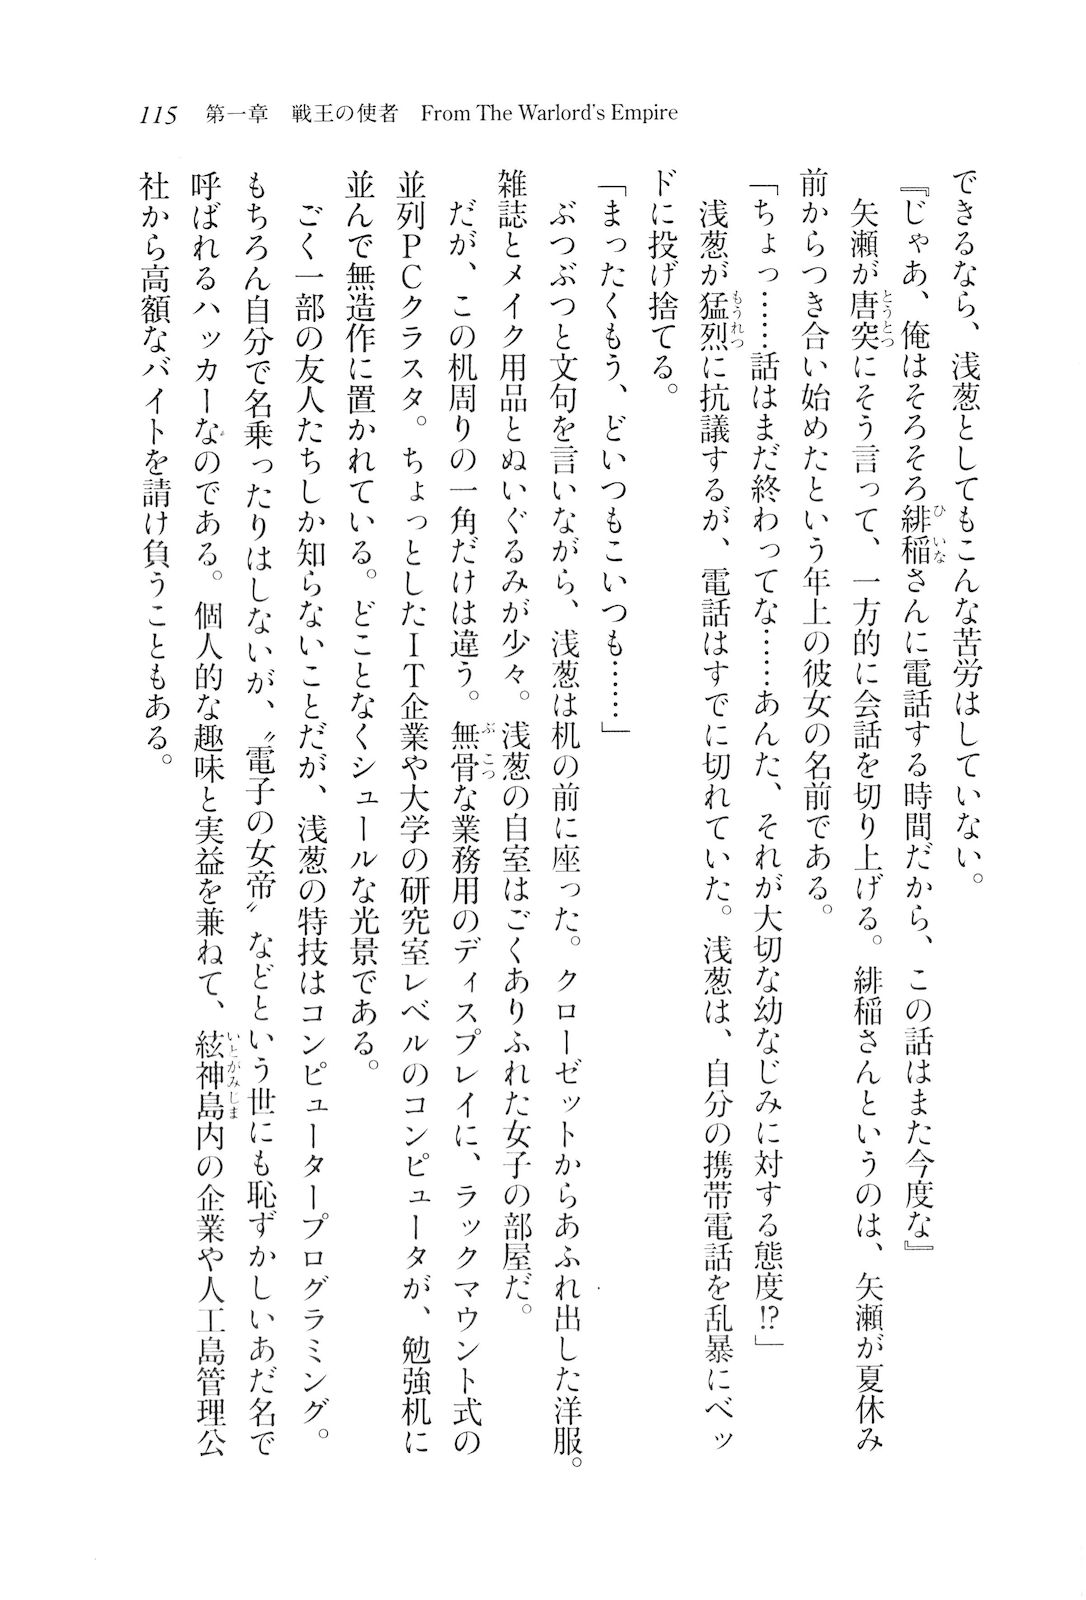 115　第一章　戦王の使者　From The Warlord's Empire
できるなら、浅葱としてもこんな苦労はしていない。
『じゃあ、俺はそろそろ緋稲さんに電話する時間だから、この話はまた今度な』
　矢瀬が唐突にそう言って、一方的に会話を切り上げる。緋稲さんというのは、矢瀬が夏休み
前からつき合い始めたという年上の彼女の名前である。
「ちょっ……話はまだ終わってな……あんた、それが大切な幼なじみに対する態度!?」
　浅葱が猛烈に抗議するが、電話はすでに切れていた。浅葱は、自分の携帯電話を乱暴にベッ
ドに投げ捨てる。
「まったくもう、どいつもこいつも……」
　ぶつぶつと文句を言いながら、浅葱は机の前に座った。クローゼットからあふれ出した洋服。
雑誌とメイク用品とぬいぐるみが少々。浅葱の自室はごくありふれた女子の部屋だ。
　だが、この机周りの一角だけは違う。無骨な業務用のディスプレイに、ラックマウント式の
並列ＰＣクラスタ。ちょっとしたＩＴ企業や大学の研究室レベルのコンピュータが、勉強机に
並んで無造作に置かれている。どことなくシュールな光景である。
　ごく一部の友人たちしか知らないことだが、浅葱の特技はコンピュータープログラミング。
もちろん自分で名乗ったりはしないが、〝電子の女帝〟などという世にも恥ずかしいあだ名で
呼ばれるハッカーなのである。個人的な趣味と実益を兼ねて、絃神島内の企業や人工島管理公
社から高額なバイトを請け負うこともある。